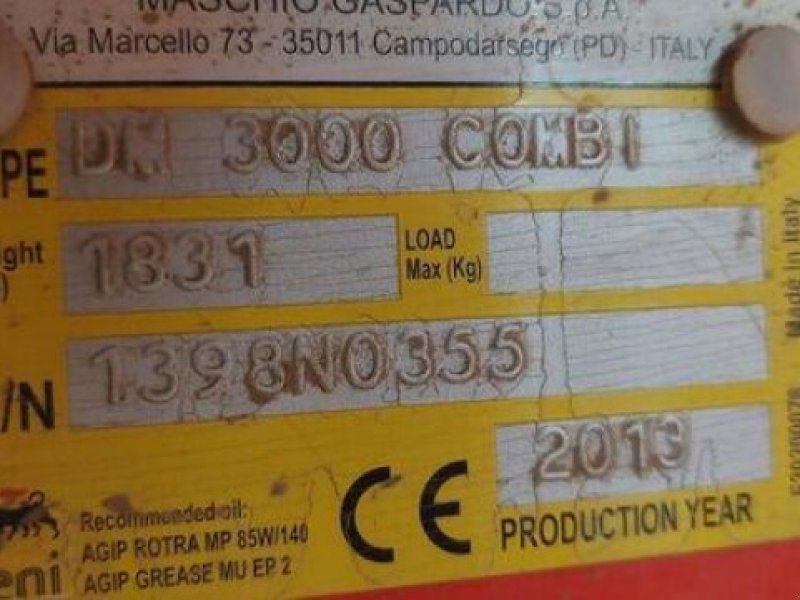 MASCHIO GASPARDO S.p.A
Via Marcello 73 - 35011 Campodarsego (PD) - ITALY
PE DM 3000 COMBI
ght 1831 LOAD
) Max (Kg)
/N 1398N0355
2013
PRODUCTION YEAR
CE
Recommended oil:
AGIP ROTRA MP 85W/140
AGIP GREASE MU EP 2
eni
Made in Italy